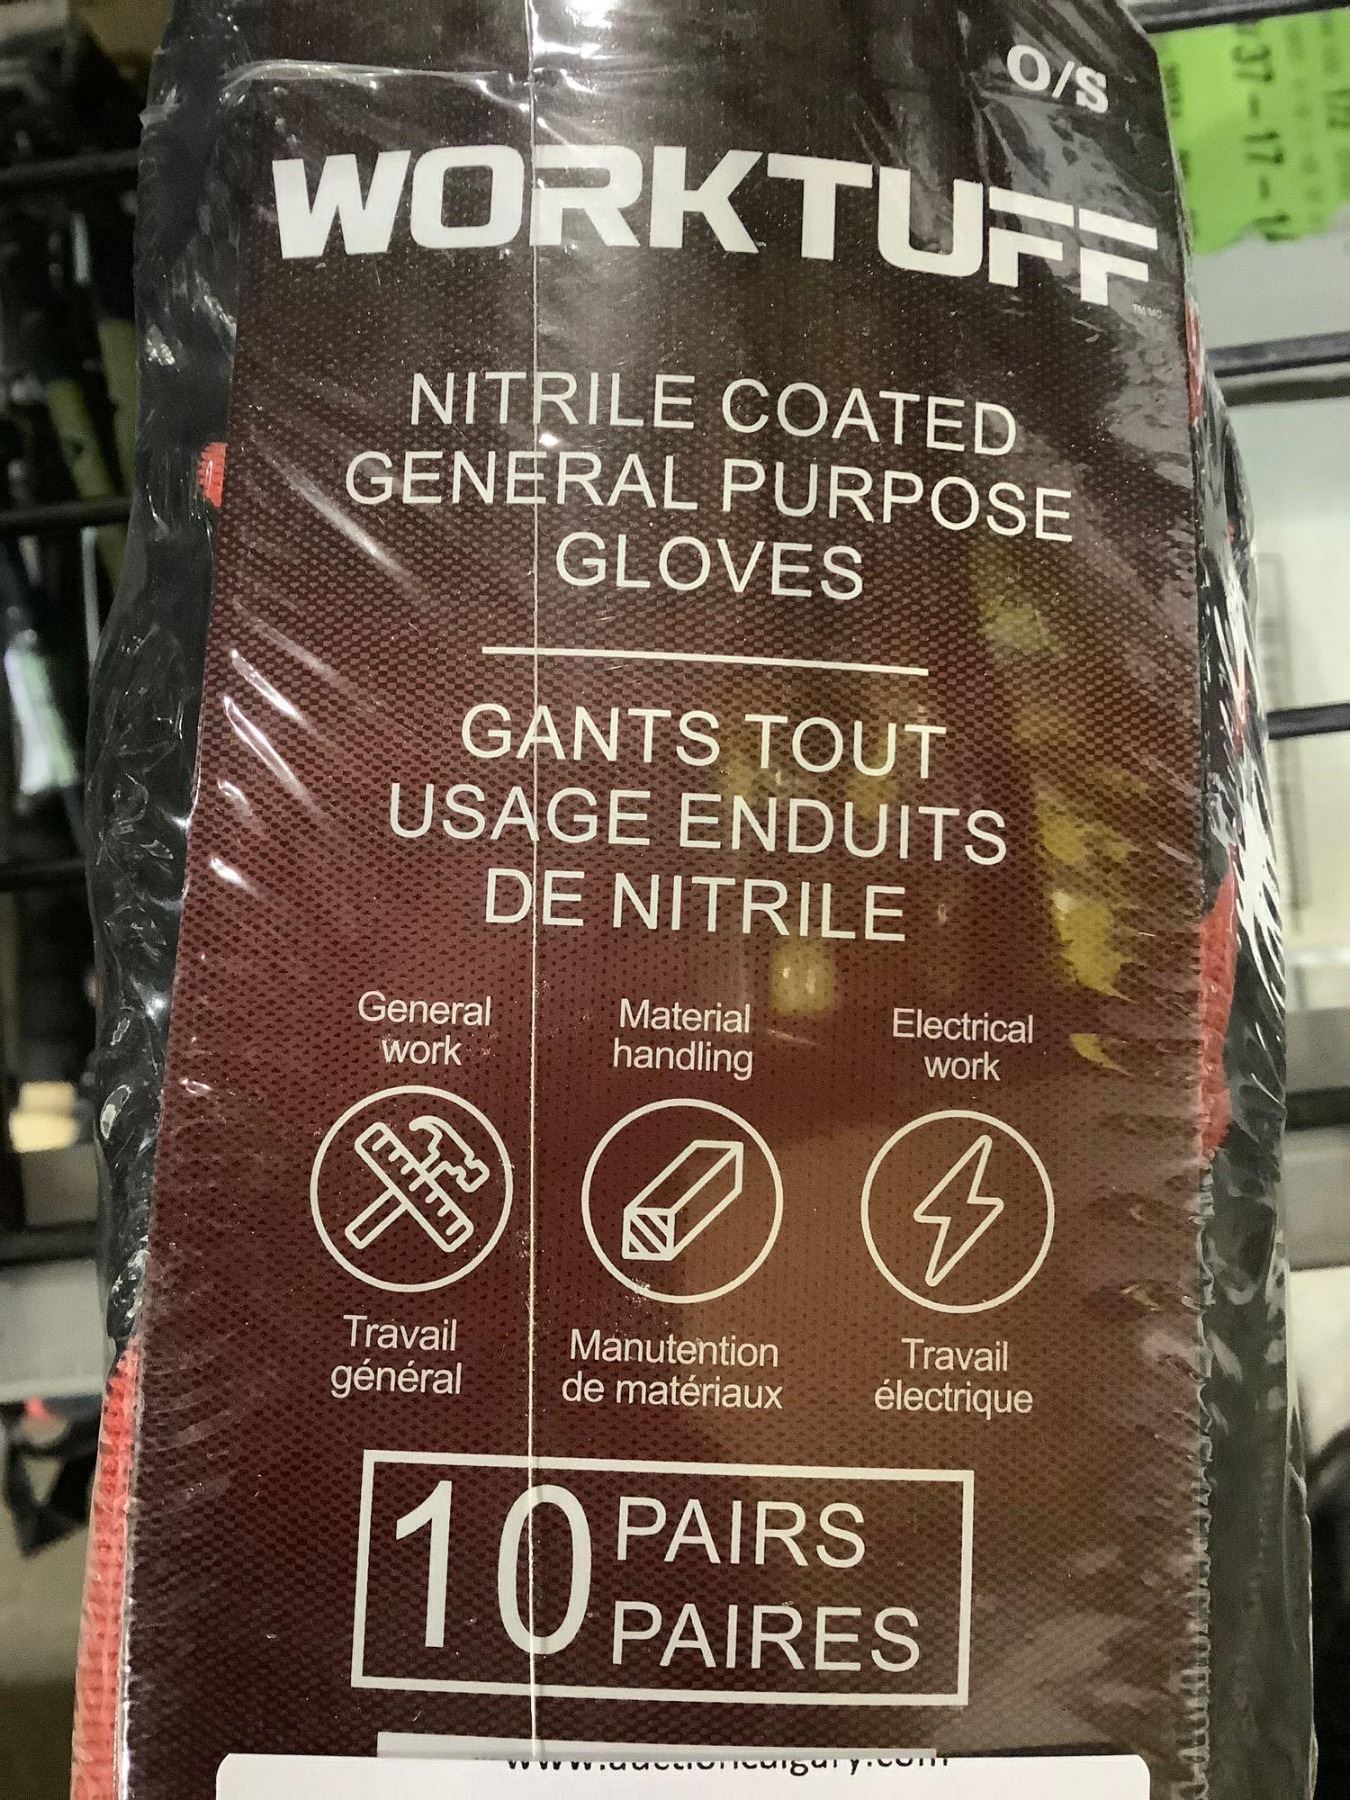 O/S
WORKTUFF
NITRILE COATED
GENERAL PURPOSE
GLOVES
GANTS TOUT
USAGE ENDUITS
DE NITRILE
General
work
Material
handling
Electrical
work
Travail
général
Manutention
de matériaux
Travail
électrique
10 PAIRS
PAIRES